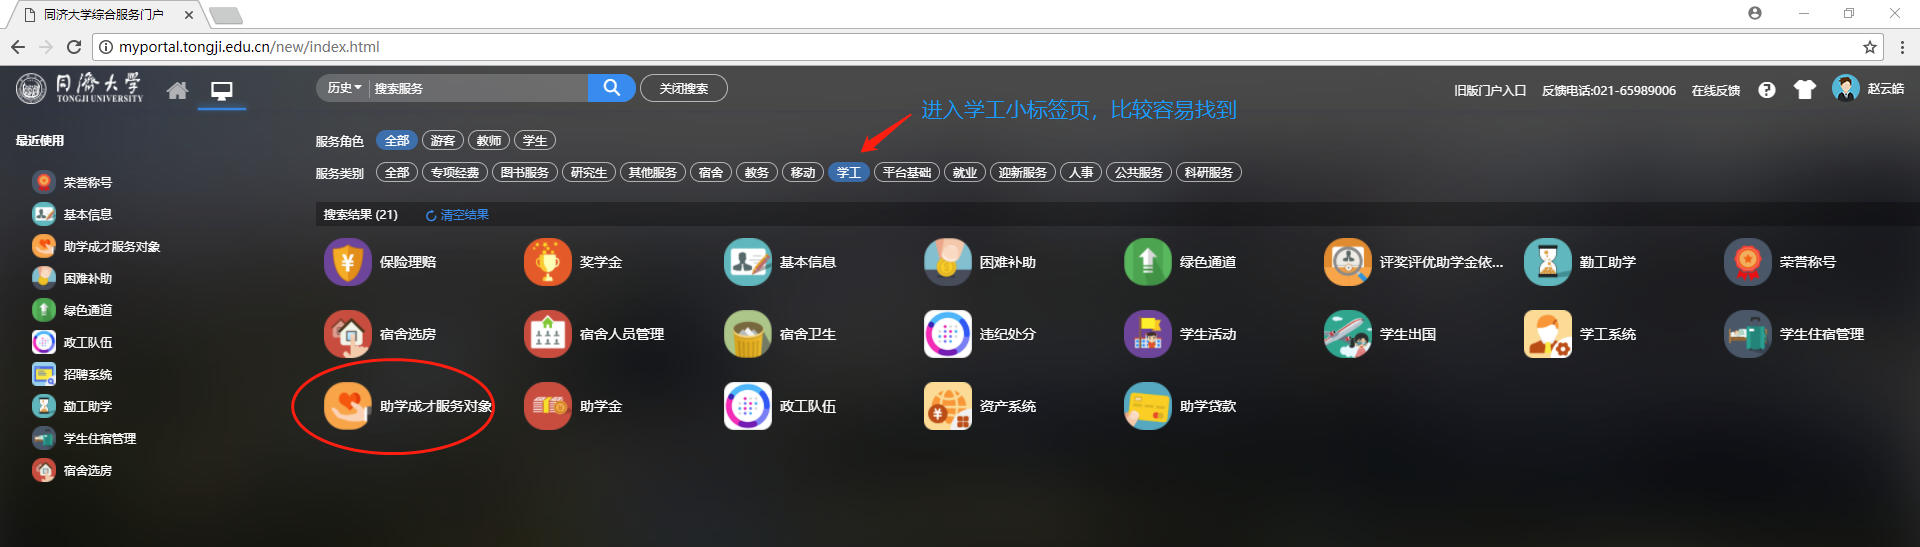 同济大学综合服务门户
myportal.tongji.edu.cn/new/index.html
同濟大学
TONGJI UNIVERSITY
历史 搜索服务 关闭搜索
旧版门户入口 反馈电话:021-65989006 在线反馈 赵云皓
进入学工小标签页，比较容易找到
最近使用
荣誉称号
基本信息
助学成才服务对象
困难补助
绿色通道
政工队伍
招聘系统
勤工助学
学生住宿管理
宿舍选房
服务角色 全部 游客 教师 学生
服务类别 全部 专项经费 图书服务 研究生 其他服务 宿舍 教务 移动 学工 平台基础 就业 迎新服务 人事 公共服务 科研服务
搜索结果 (21) 清空结果
保险理赔 奖学金 基本信息 困难补助 绿色通道 评奖评优助学金依... 勤工助学 荣誉称号
宿舍选房 宿舍人员管理 宿舍卫生 违纪处分 学生活动 学生出国 学工系统 学生住宿管理
助学成才服务对象 助学金 政工队伍 资产系统 助学贷款